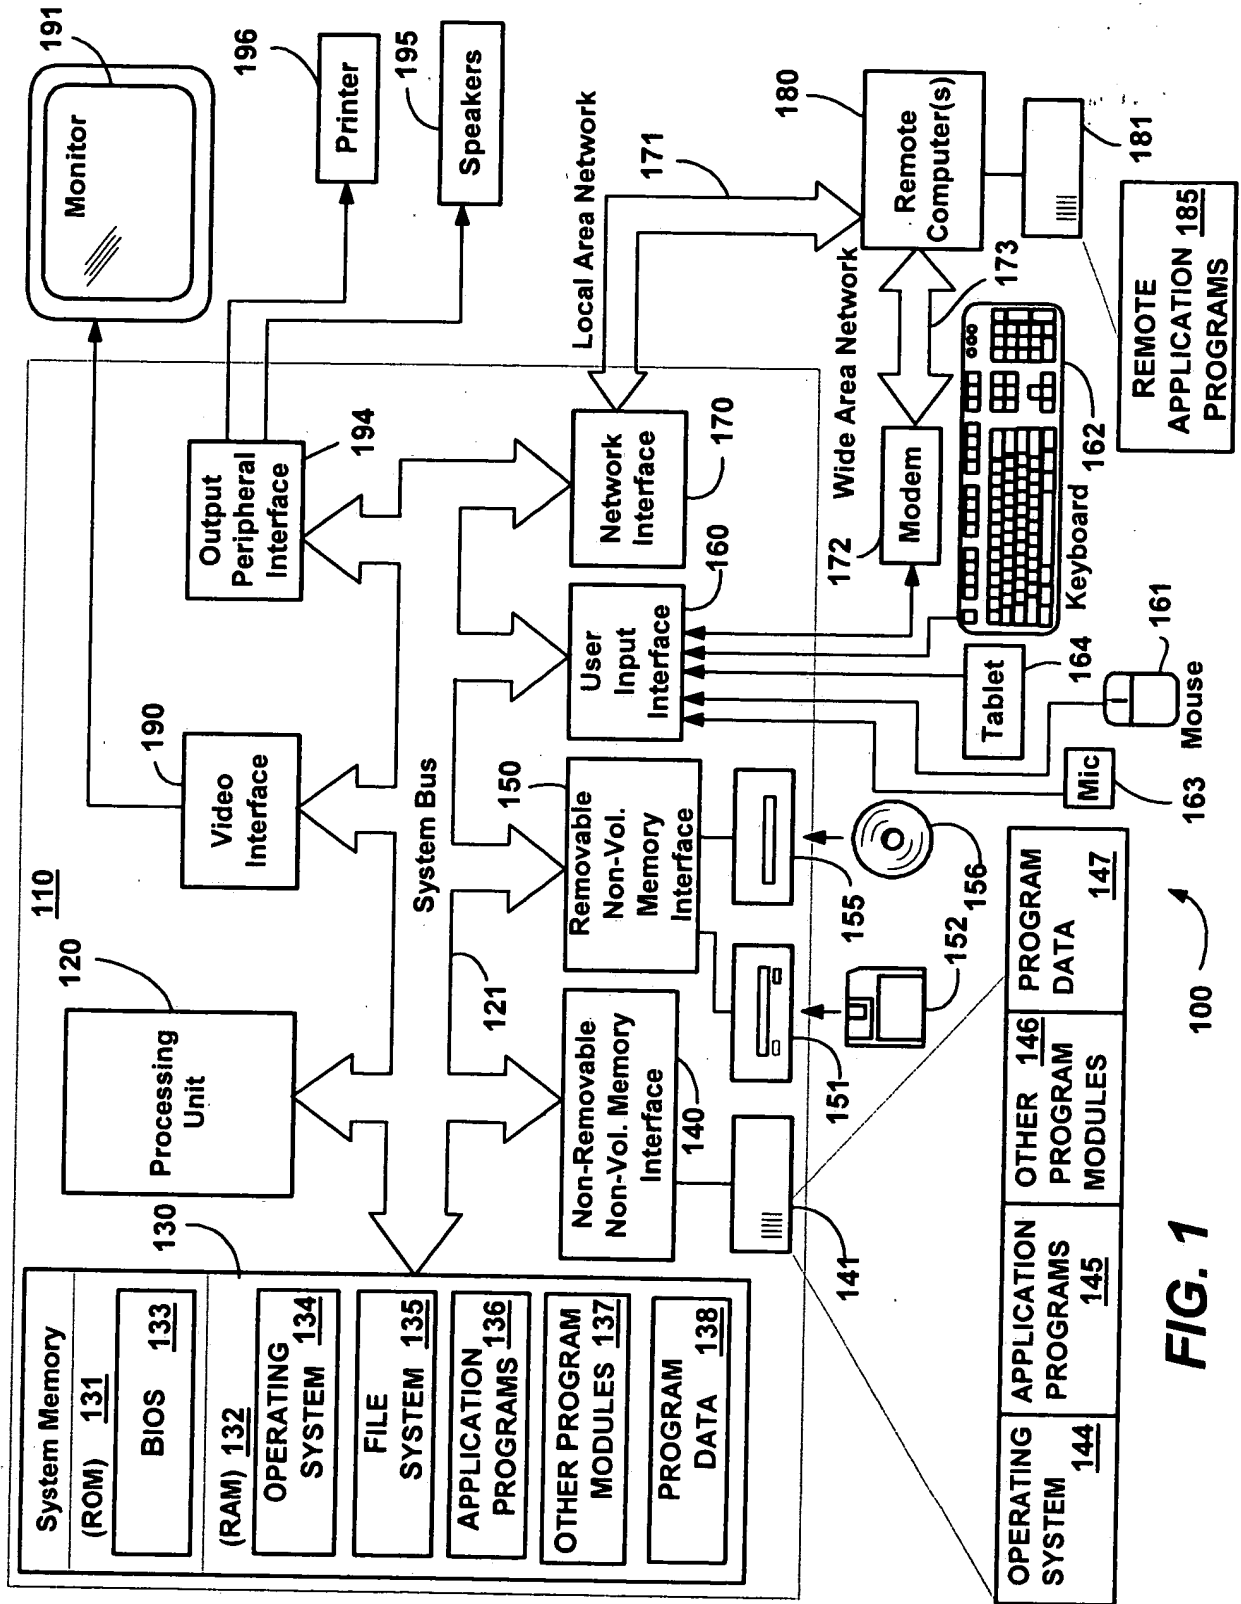 System Memory
(ROM) 131
BIOS 133
(RAM) 132
OPERATING
SYSTEM 134
FILE
SYSTEM 135
APPLICATION
PROGRAMS 136
OTHER PROGRAM
MODULES 137
PROGRAM
DATA 138
130
110
Processing
Unit
120
Video
Interface
190
Output
Peripheral
Interface
194
Monitor
191
Printer
196
Speakers
195
System Bus
121
Non-Removable
Non-Vol. Memory
Interface
140
Removable
Non-Vol.
Memory
Interface
150
User
Input
Interface
160
Network
Interface
170
Local Area Network
171
141
151
152
155
156
Wide Area Network
172
Modem
173
Remote
Computer(s)
180
181
REMOTE
APPLICATION 185
PROGRAMS
Keyboard
162
Tablet
164
Mouse
161
Mic
163
OPERATING
SYSTEM
144
APPLICATION
PROGRAMS
145
OTHER 146
PROGRAM
MODULES
PROGRAM
DATA
147
100
FIG. 1